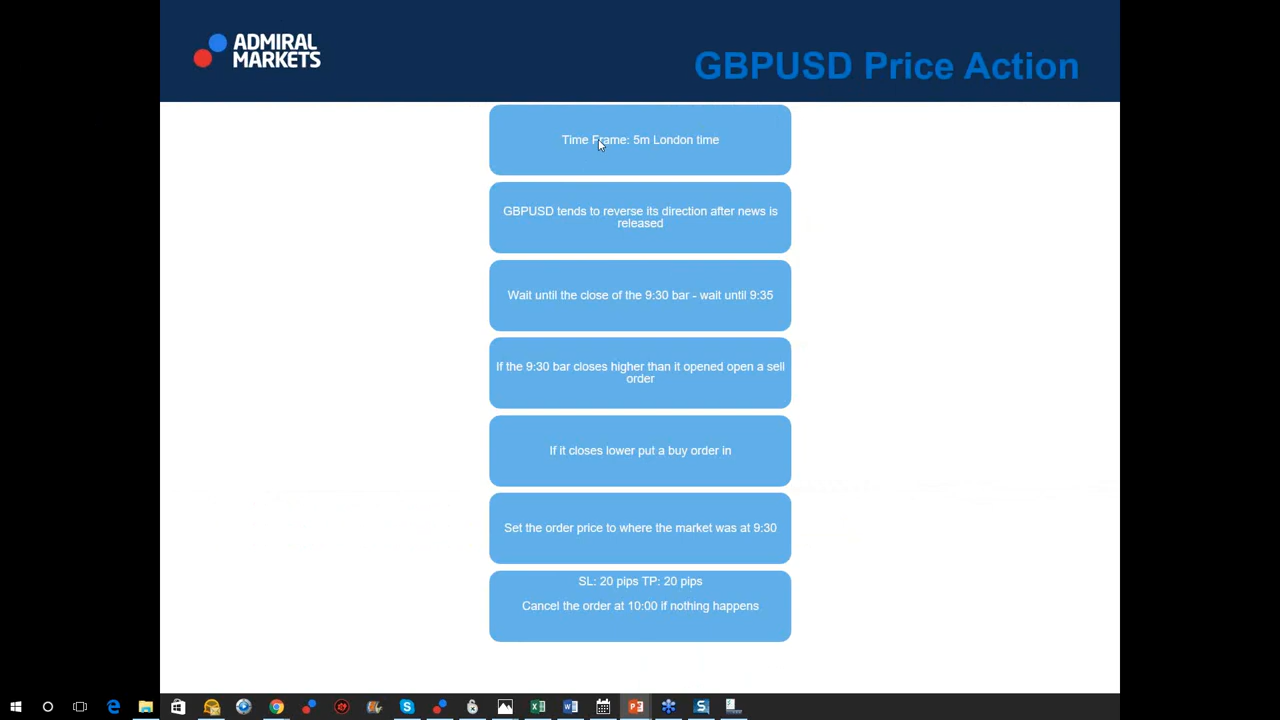 ADMIRAL
MARKETS
GBPUSD Price Action
Time Frame: 5m London time
GBPUSD tends to reverse its direction after news is
released
Wait until the close of the 9:30 bar - wait until 9:35
If the 9:30 bar closes higher than it opened open a sell
order
If it closes lower put a buy order in
Set the order price to where the market was at 9:30
SL: 20 pips TP: 20 pips
Cancel the order at 10:00 if nothing happens